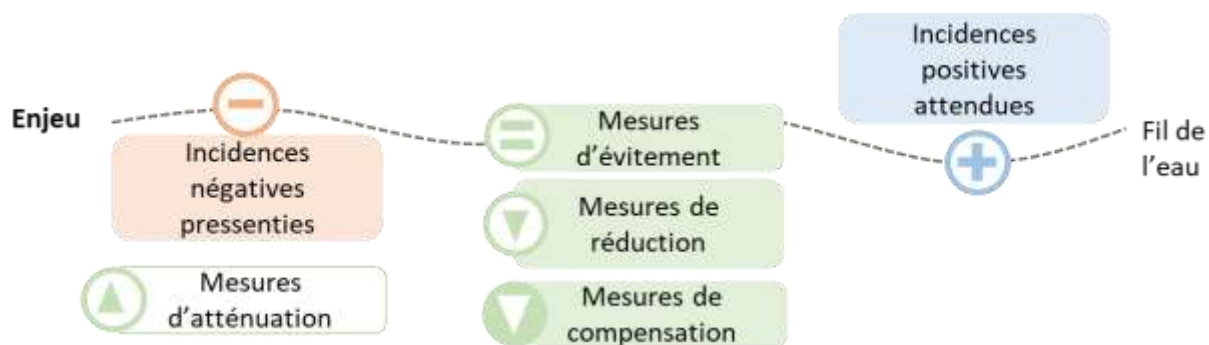 Enjeu
Incidences
négatives
pressenties
Mesures
d'atténuation
Mesures
d'évitement
Mesures de
réduction
Mesures de
compensation
Incidences
positives
attendues
Fil de
l'eau